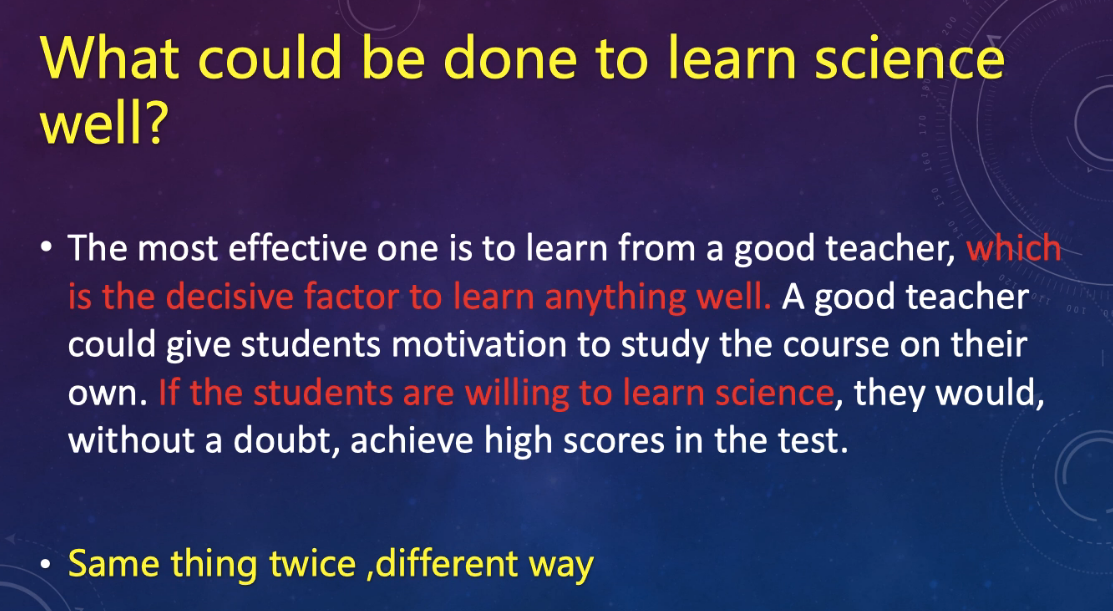 What could be done to learn science
well?
• The most effective one is to learn from a good teacher, which
is the decisive factor to learn anything well. A good teacher
could give students motivation to study the course on their
own. If the students are willing to learn science, they would,
without a doubt, achieve high scores in the test.
• Same thing twice ,different way